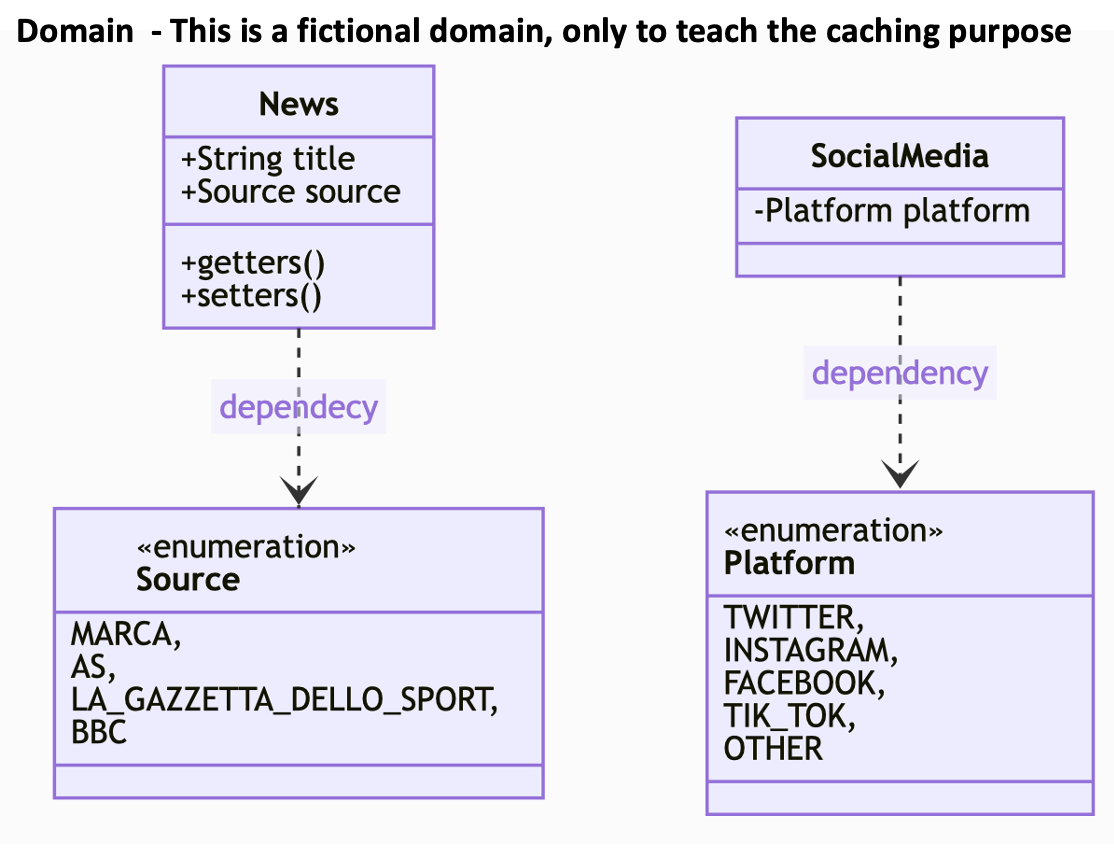 Domain - This is a fictional domain, only to teach the caching purpose
News
+String title
+Source source
+getters()
+setters()
dependecy
«enumeration»
Source
MARCA,
AS,
LA_GAZZETTA_DELLO_SPORT,
BBC
SocialMedia
-Platform platform
dependency
«enumeration»
Platform
TWITTER,
INSTAGRAM,
FACEBOOK,
TIK_TOK,
OTHER